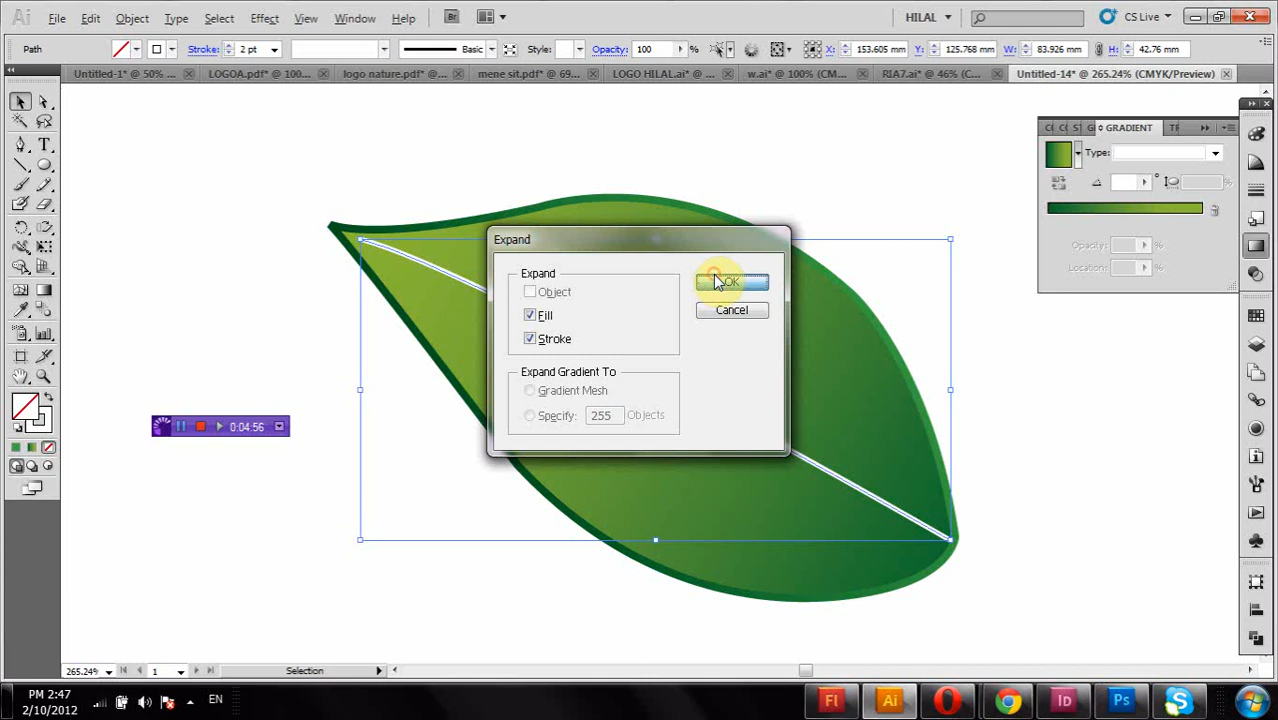 Ai File Edit Object Type Select Effect View Window Help Br HILAL CS Live
Path Stroke: 2 pt Basic Style: Opacity: 100 % X: 153.605 mm Y: 125.768 mm W: 83.926 mm H: 42.76 mm
Untitled-1* @ 50% ... LOGOA.pdf* @ 100... logo nature.pdf* @... mene sit.pdf* @ 69... LOGO HILAL.ai* @ ... w.ai* @ 100% (CM... RIA7.ai* @ 46% (C... Untitled-14* @ 265.24% (CMYK/Preview)
GRADIENT
Type:
°
%
Opacity: %
Location: %
Expand
Expand
Object
Fill
Stroke
OK
Cancel
Expand Gradient To
Gradient Mesh
Specify: 255 Objects
0:04:56
265.24% 1 Selection
PM 2:47
2/10/2012
EN
Fl Ai Id Ps